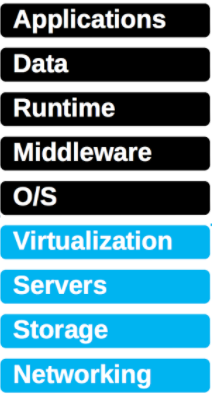 Applications
Data
Runtime
Middleware
O/S
Virtualization
Servers
Storage
Networking